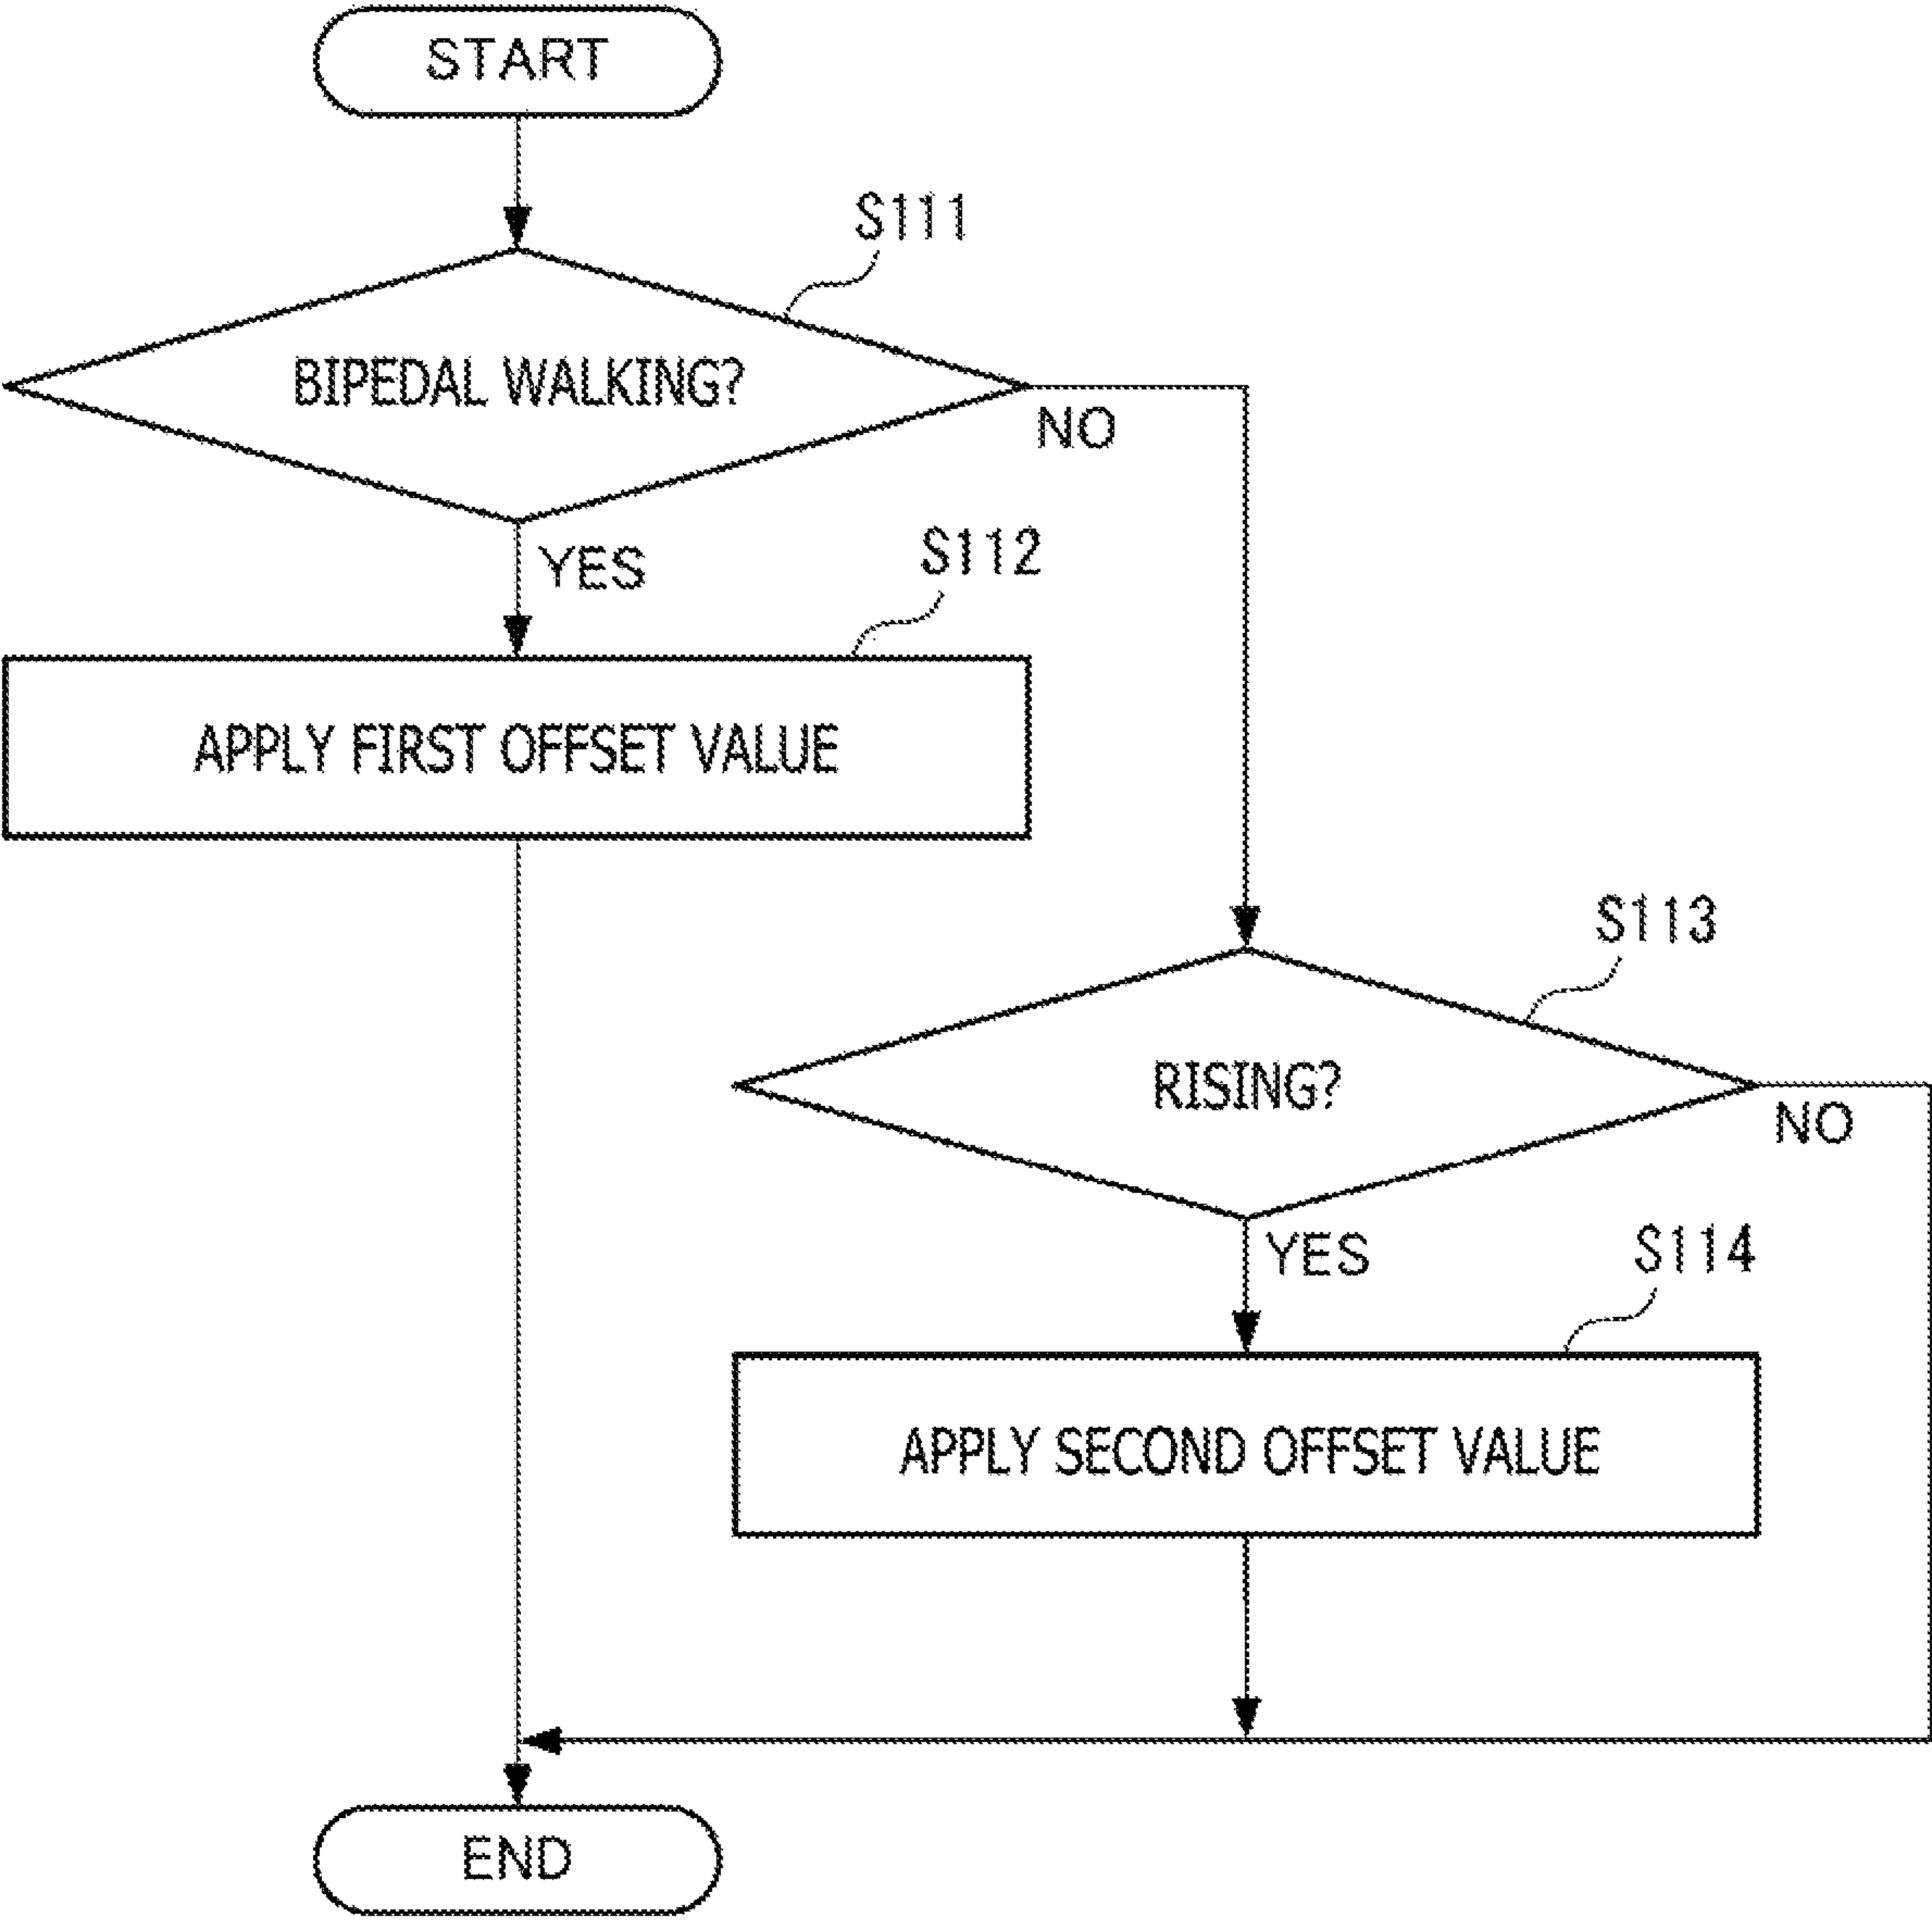 START
S111
BIPEDAL WALKING?
NO
YES
S112
APPLY FIRST OFFSET VALUE
S113
RISING?
NO
YES
S114
APPLY SECOND OFFSET VALUE
END